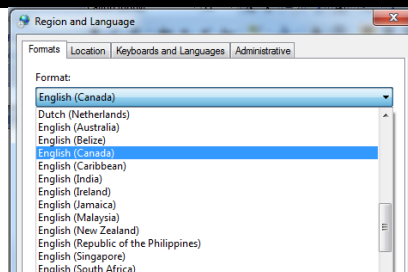 Region and Language
x
Formats Location Keyboards and Languages Administrative
Format:
English (Canada)
Dutch (Netherlands)
English (Australia)
English (Belize)
English (Canada)
English (Caribbean)
English (India)
English (Ireland)
English (Jamaica)
English (Malaysia)
English (New Zealand)
English (Republic of the Philippines)
English (Singapore)
English (South Africa)